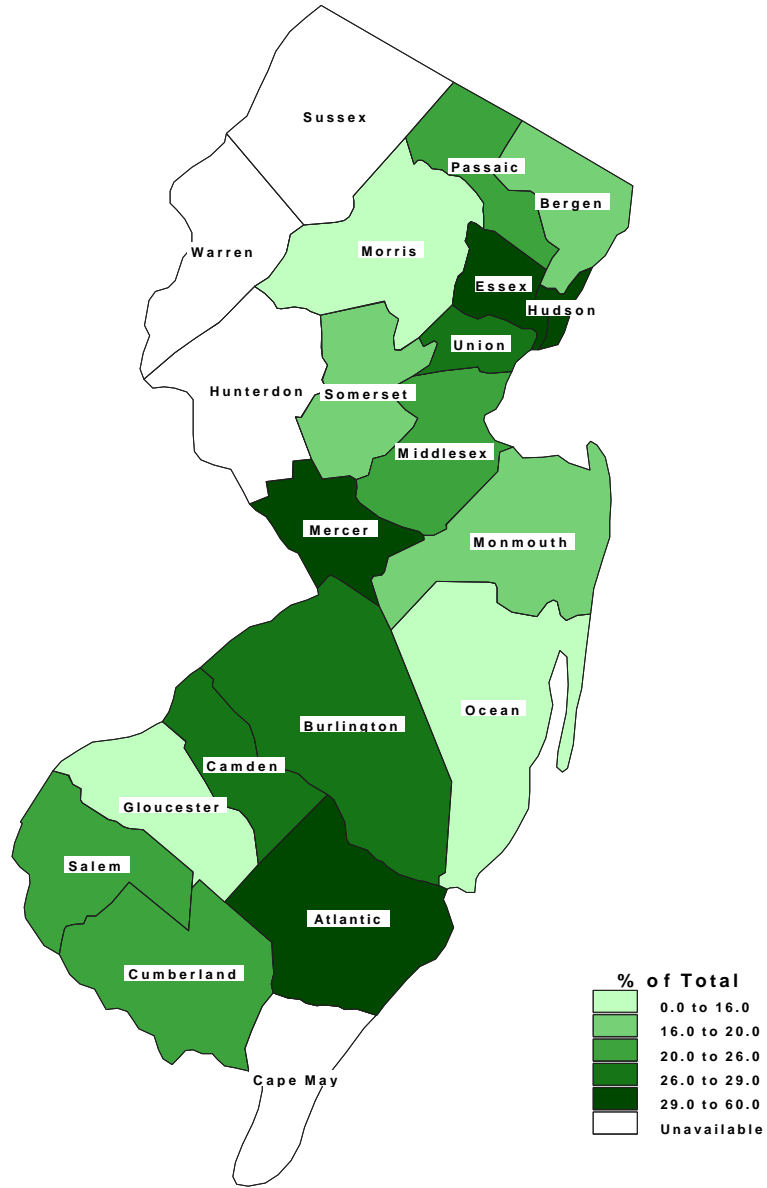 Sussex
Passaic
Bergen
Warren
Morris
Essex
Hudson
Union
Hunterdon
Somerset
Middlesex
Mercer
Monmouth
Ocean
Burlington
Camden
Gloucester
Salem
Atlantic
Cumberland
Cape May
% of Total
0.0 to 16.0
16.0 to 20.0
20.0 to 26.0
26.0 to 29.0
29.0 to 60.0
Unavailable